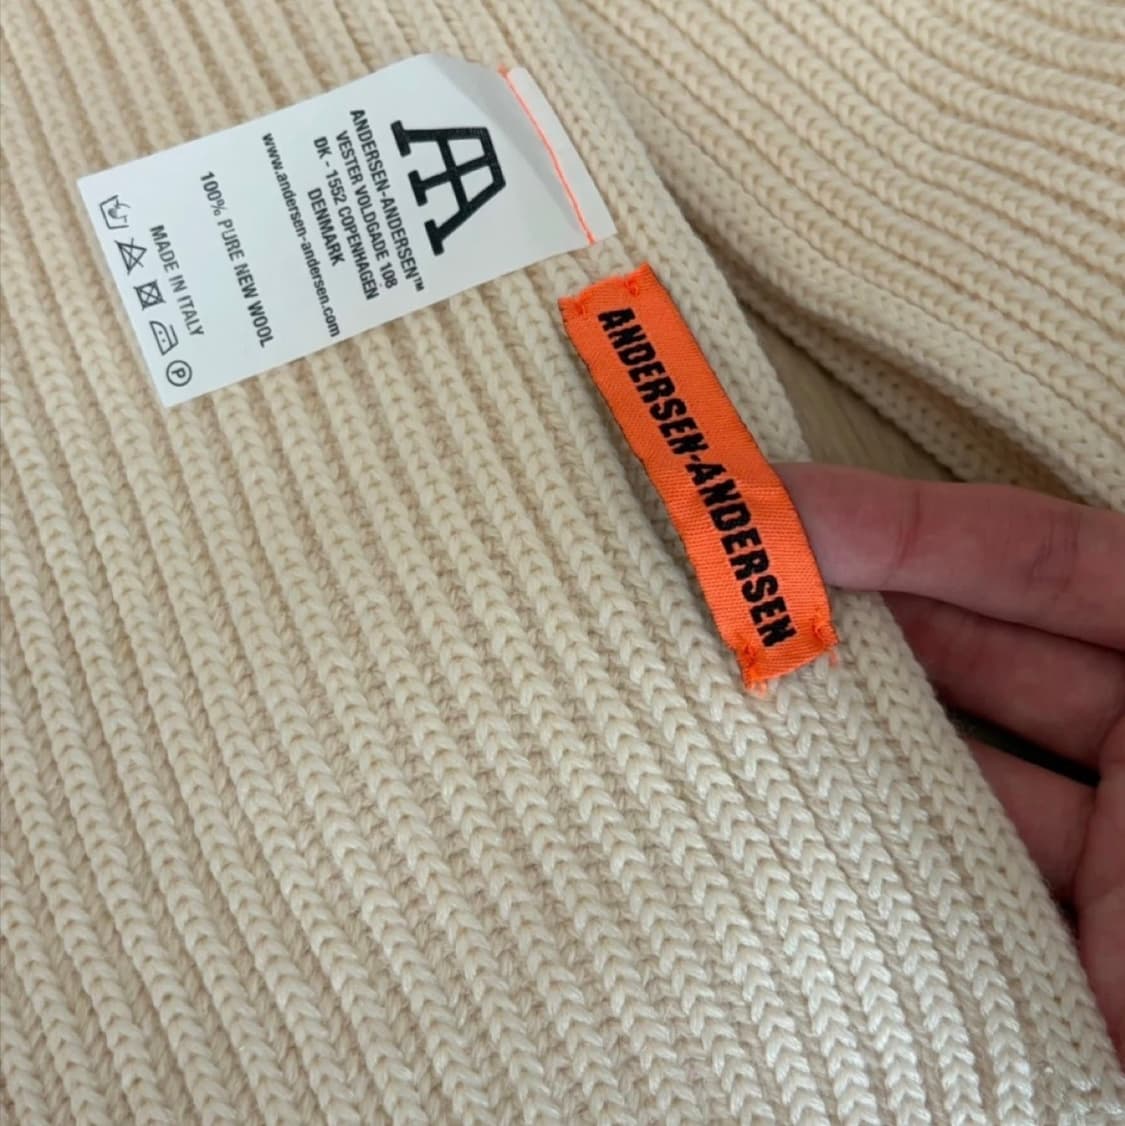 AA
ANDERSEN-ANDERSEN™
VESTER VOLDGADE 108
DK - 1552 COPENHAGEN
DENMARK
www.andersen-andersen.com
100% PURE NEW WOOL
MADE IN ITALY
P
ANDERSEN-ANDERSEN